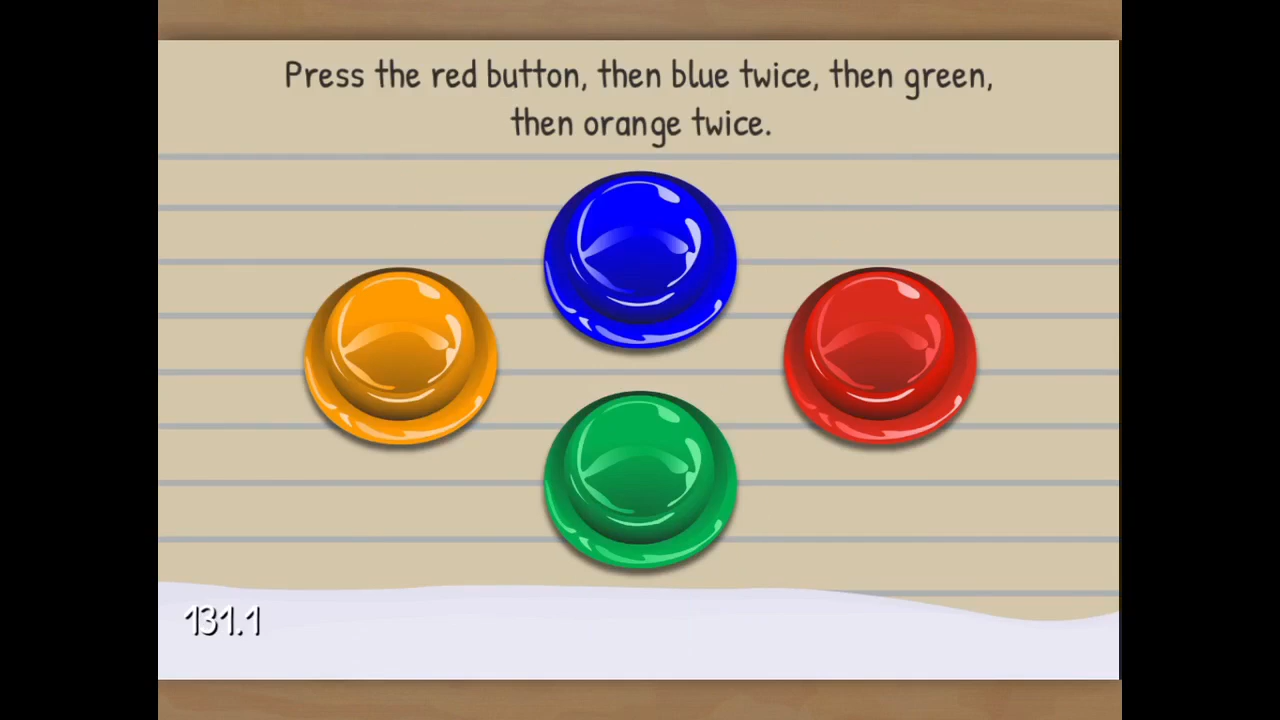 Press the red button, then blue twice, then green,
then orange twice.
131.1